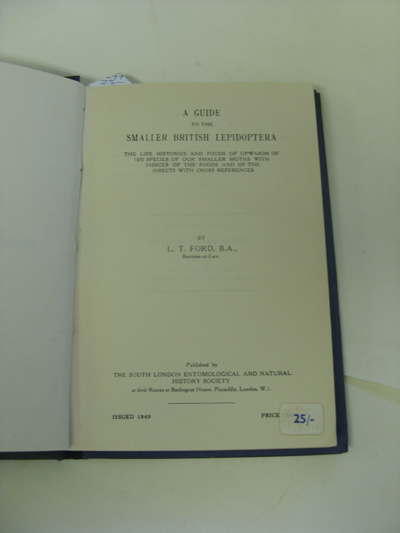 A GUIDE
TO THE
SMALLER BRITISH LEPIDOPTERA
THE LIFE HISTORIES AND FOODS OF UPWARDS OF
SPECIES OF OUR SMALLER MOTHS WITH
INDICES OF THE FOODS AND OF THE
INSECTS WITH CROSS REFERENCES
BY
L. T. FORD, B.A.,
Barrister-at-Law.
Published by
THE SOUTH LONDON ENTOMOLOGICAL AND NATURAL
HISTORY SOCIETY
at their Rooms at Burlington House, Piccadilly, London, W.1.
ISSUED 1949
PRICE
25/-